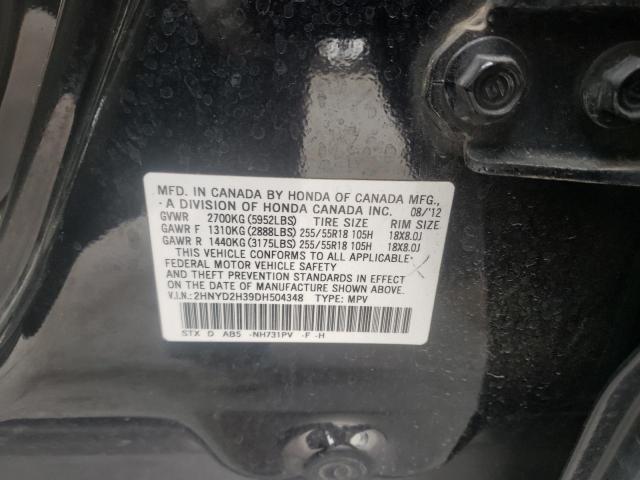 MFD. IN CANADA BY HONDA OF CANADA MFG.,
A DIVISION OF HONDA CANADA INC. 08/'12
GVWR 2700KG (5952LBS) TIRE SIZE RIM SIZE
GAWR F 1310KG (2888LBS) 255/55R18 105H 18X8.0J
GAWR R 1440KG (3175LBS) 255/55R18 105H 18X8.0J
THIS VEHICLE CONFORMS TO ALL APPLICABLE
FEDERAL MOTOR VEHICLE SAFETY
AND THEFT PREVENTION STANDARDS IN EFFECT
ON THE DATE OF MANUFACTURE SHOWN ABOVE.
V.I.N.: 2HNYD2H39DH504348 TYPE: MPV
STX D AB5 -NH731PV -F -H